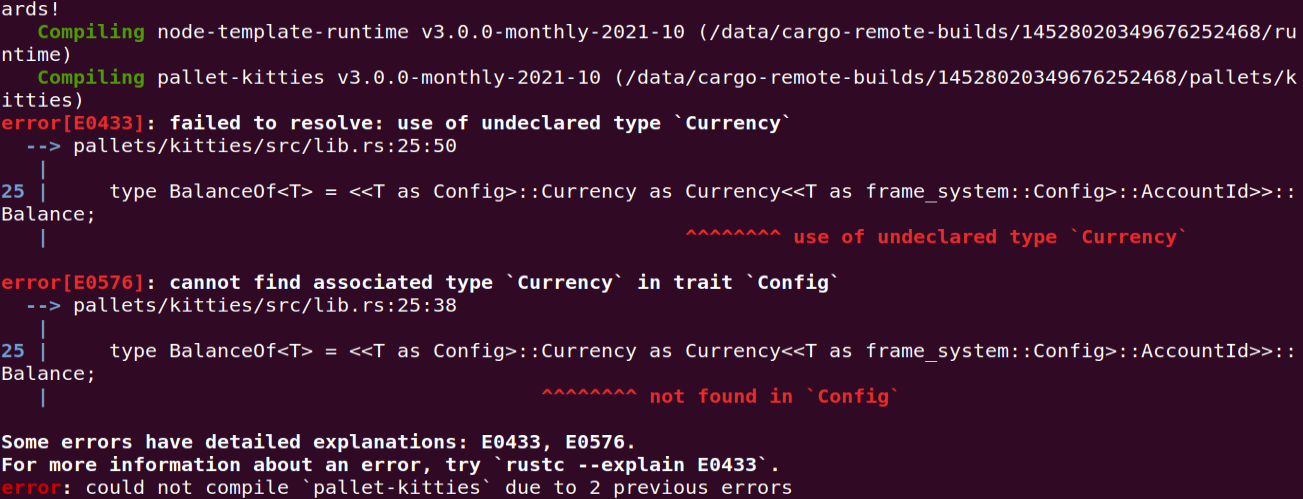 ards!
   Compiling node-template-runtime v3.0.0-monthly-2021-10 (/data/cargo-remote-builds/14528020349676252468/ru
ntime)
   Compiling pallet-kitties v3.0.0-monthly-2021-10 (/data/cargo-remote-builds/14528020349676252468/pallets/k
itties)
error[E0433]: failed to resolve: use of undeclared type `Currency`
  --> pallets/kitties/src/lib.rs:25:50
   |
25 |     type BalanceOf<T> = <<T as Config>::Currency as Currency<<T as frame_system::Config>::AccountId>>::
Balance;
   |                                                     ^^^^^^^^ use of undeclared type `Currency`

error[E0576]: cannot find associated type `Currency` in trait `Config`
  --> pallets/kitties/src/lib.rs:25:38
   |
25 |     type BalanceOf<T> = <<T as Config>::Currency as Currency<<T as frame_system::Config>::AccountId>>::
Balance;
   |                                         ^^^^^^^^ not found in `Config`

Some errors have detailed explanations: E0433, E0576.
For more information about an error, try `rustc --explain E0433`.
error: could not compile `pallet-kitties` due to 2 previous errors